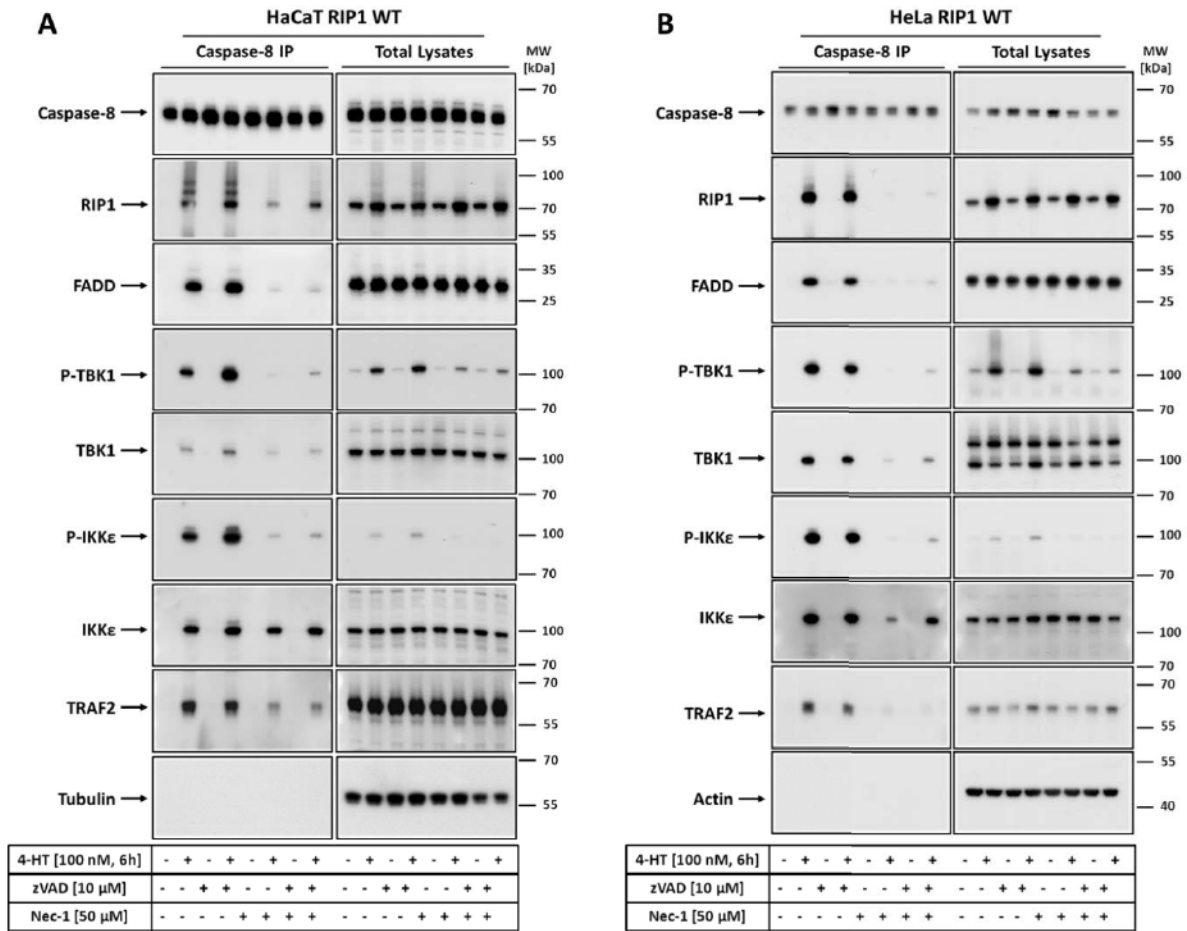 A
HaCaT RIP1 WT
Caspase-8 IP Total Lysates MW [kDa]
Caspase-8 70 55
RIP1 100 70 55
FADD 35 25
P-TBK1 100 70
TBK1 100 70
P-IKKε 100 70
IKKε 100 70
TRAF2 70 55
Tubulin 70 55
4-HT [100 nM, 6h] - + - + - + - + - + - + - + - +
zVAD [10 µM] - - + + - - + + - - + + - - + +
Nec-1 [50 µM] - - - - + + + + - - - - + + + +
B
HeLa RIP1 WT
Caspase-8 IP Total Lysates MW [kDa]
Caspase-8 70 55
RIP1 100 70 55
FADD 35 25
P-TBK1 100 70
TBK1 100 70
P-IKKε 100 70
IKKε 100 70
TRAF2 70 55
Actin 55 40
4-HT [100 nM, 6h] - + - + - + - + - + - + - + - +
zVAD [10 µM] - - + + - - + + - - + + - - + +
Nec-1 [50 µM] - - - - + + + + - - - - + + + +